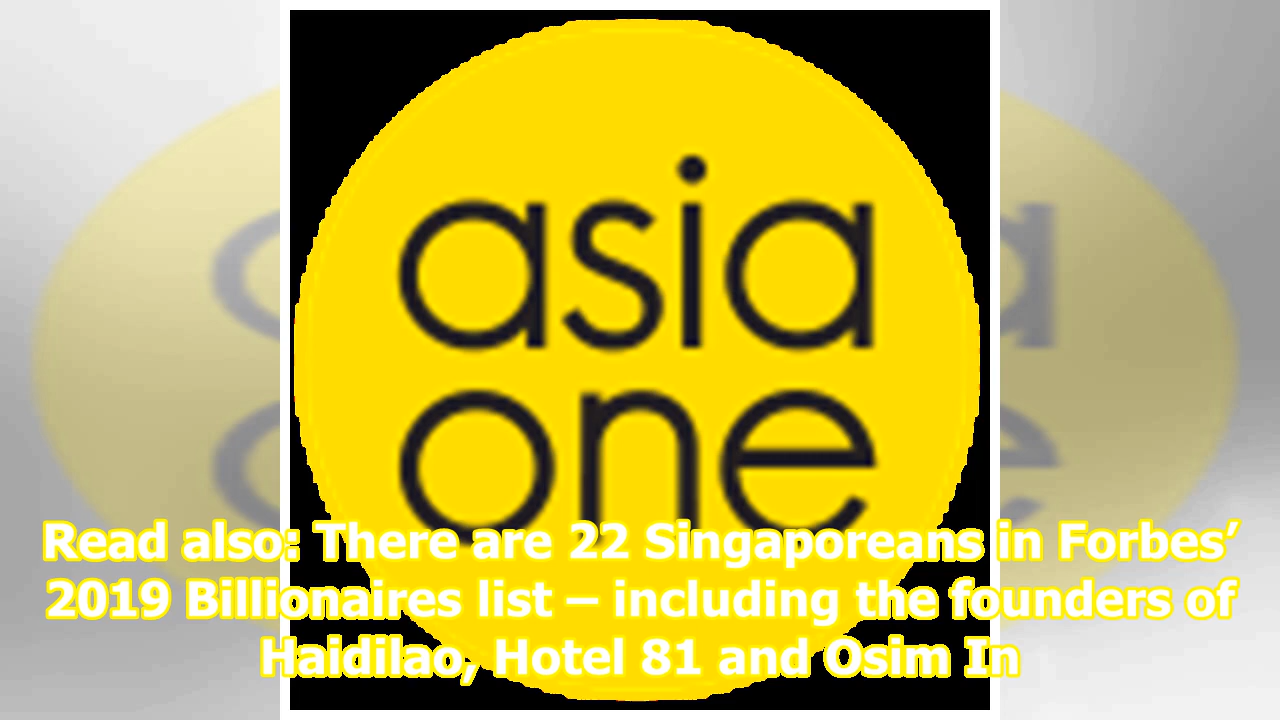 asia
one
Read also: There are 22 Singaporeans in Forbes’
2019 Billionaires list – including the founders of
Haidilao, Hotel 81 and Osim In